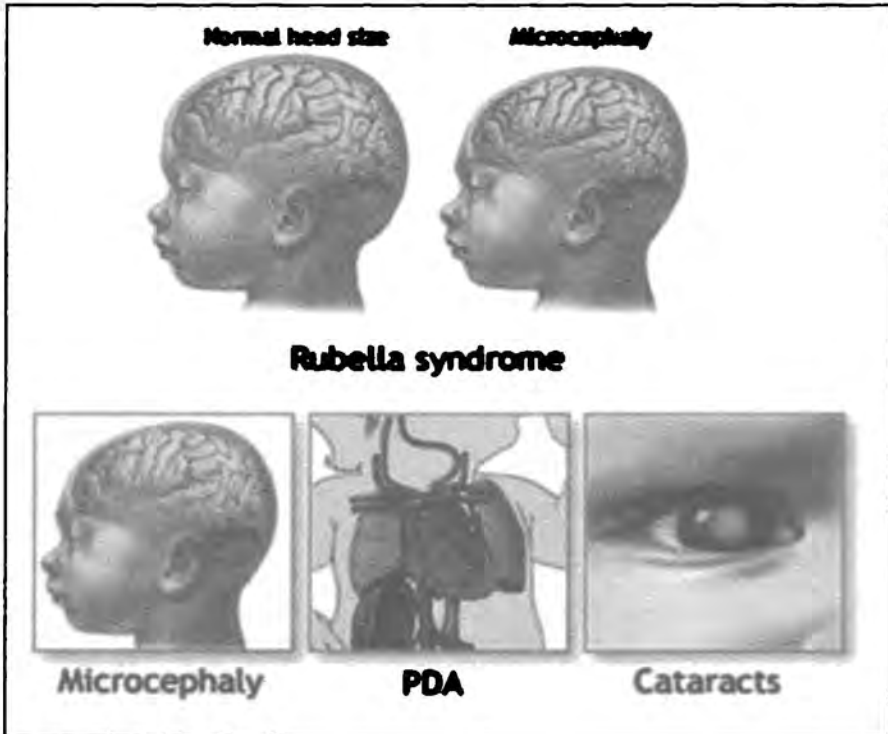 Normal head size Microcephaly
Rubella syndrome
Microcephaly PDA Cataracts